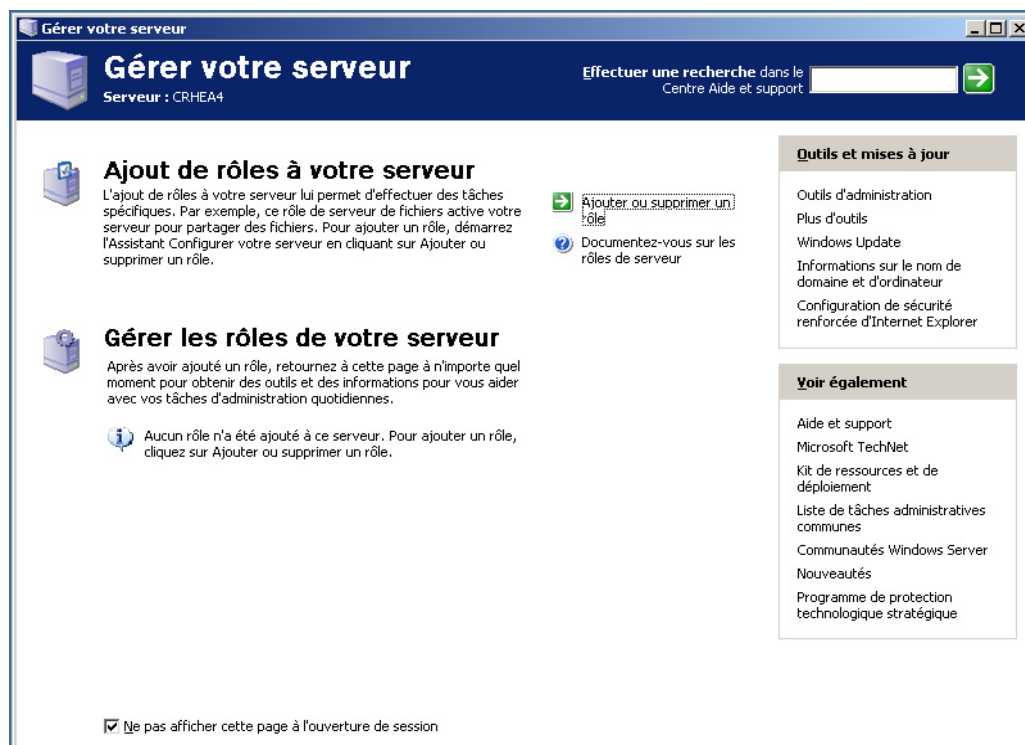 Gérer votre serveur
Gérer votre serveur
Serveur : CRHEA4
Effectuer une recherche dans le
Centre Aide et support
Ajout de rôles à votre serveur
L'ajout de rôles à votre serveur lui permet d'effectuer des tâches
spécifiques. Par exemple, ce rôle de serveur de fichiers active votre
serveur pour partager des fichiers. Pour ajouter un rôle, démarrez
l'Assistant Configurer votre serveur en cliquant sur Ajouter ou
supprimer un rôle.
Ajouter ou supprimer un
rôle
Documentez-vous sur les
rôles de serveur
Gérer les rôles de votre serveur
Après avoir ajouté un rôle, retournez à cette page à n'importe quel
moment pour obtenir des outils et des informations pour vous aider
avec vos tâches d'administration quotidiennes.
Aucun rôle n'a été ajouté à ce serveur. Pour ajouter un rôle,
cliquez sur Ajouter ou supprimer un rôle.
Outils et mises à jour
Outils d'administration
Plus d'outils
Windows Update
Informations sur le nom de
domaine et d'ordinateur
Configuration de sécurité
renforcée d'Internet Explorer
Voir également
Aide et support
Microsoft TechNet
Kit de ressources et de
déploiement
Liste de tâches administratives
communes
Communautés Windows Server
Nouveautés
Programme de protection
technologique stratégique
Ne pas afficher cette page à l'ouverture de session